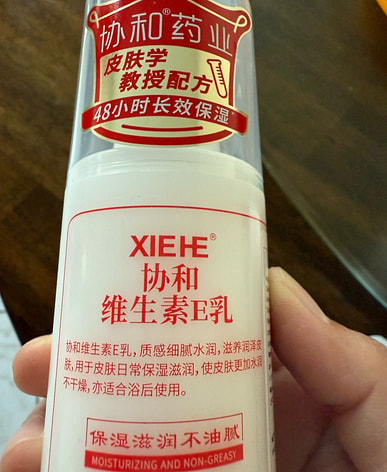 协和®药业
皮肤学
教授配方
48小时长效保湿
XIEHE®
协和
维生素E乳
协和维生素E乳，质感细腻水润，滋养润泽皮
肤，用于皮肤日常保湿滋润，使皮肤更加水润
不干燥，亦适合浴后使用。
保湿滋润不油腻
MOISTURIZING AND NON-GREASY